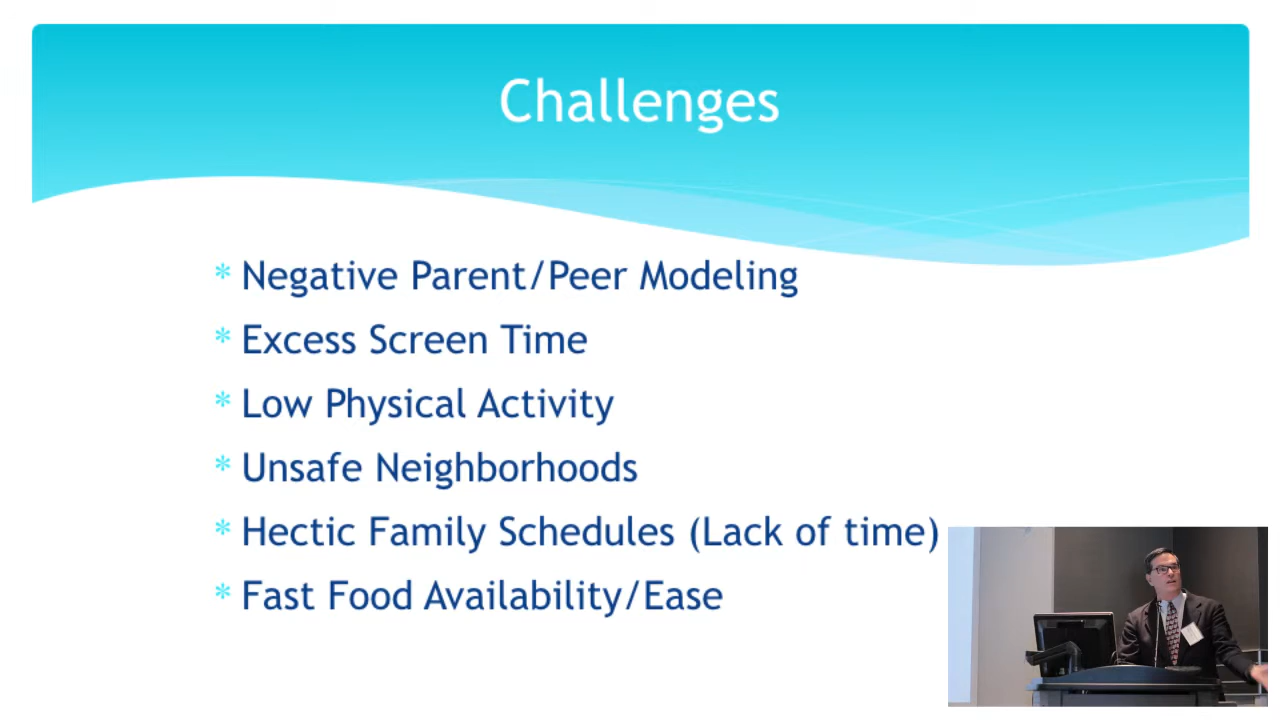 Challenges
* Negative Parent/Peer Modeling
* Excess Screen Time
* Low Physical Activity
* Unsafe Neighborhoods
* Hectic Family Schedules (Lack of time)
* Fast Food Availability/Ease